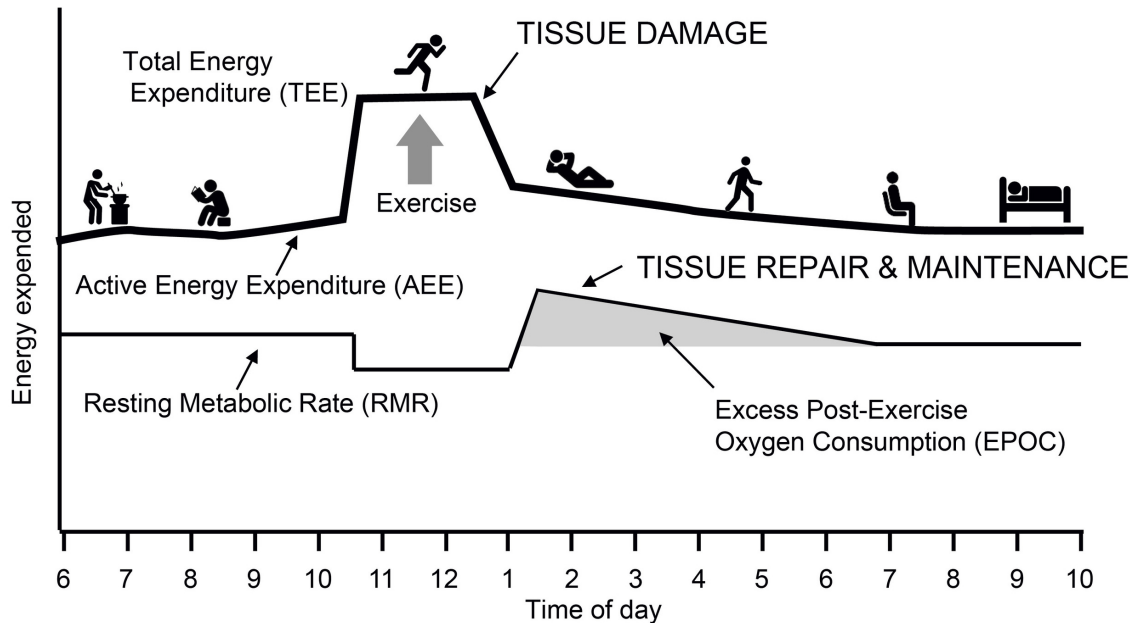 TISSUE DAMAGE
Total Energy
Expenditure (TEE)
Exercise
Active Energy Expenditure (AEE)
TISSUE REPAIR & MAINTENANCE
Resting Metabolic Rate (RMR)
Excess Post-Exercise
Oxygen Consumption (EPOC)
Energy expended
6 7 8 9 10 11 12 1 2 3 4 5 6 7 8 9 10
Time of day